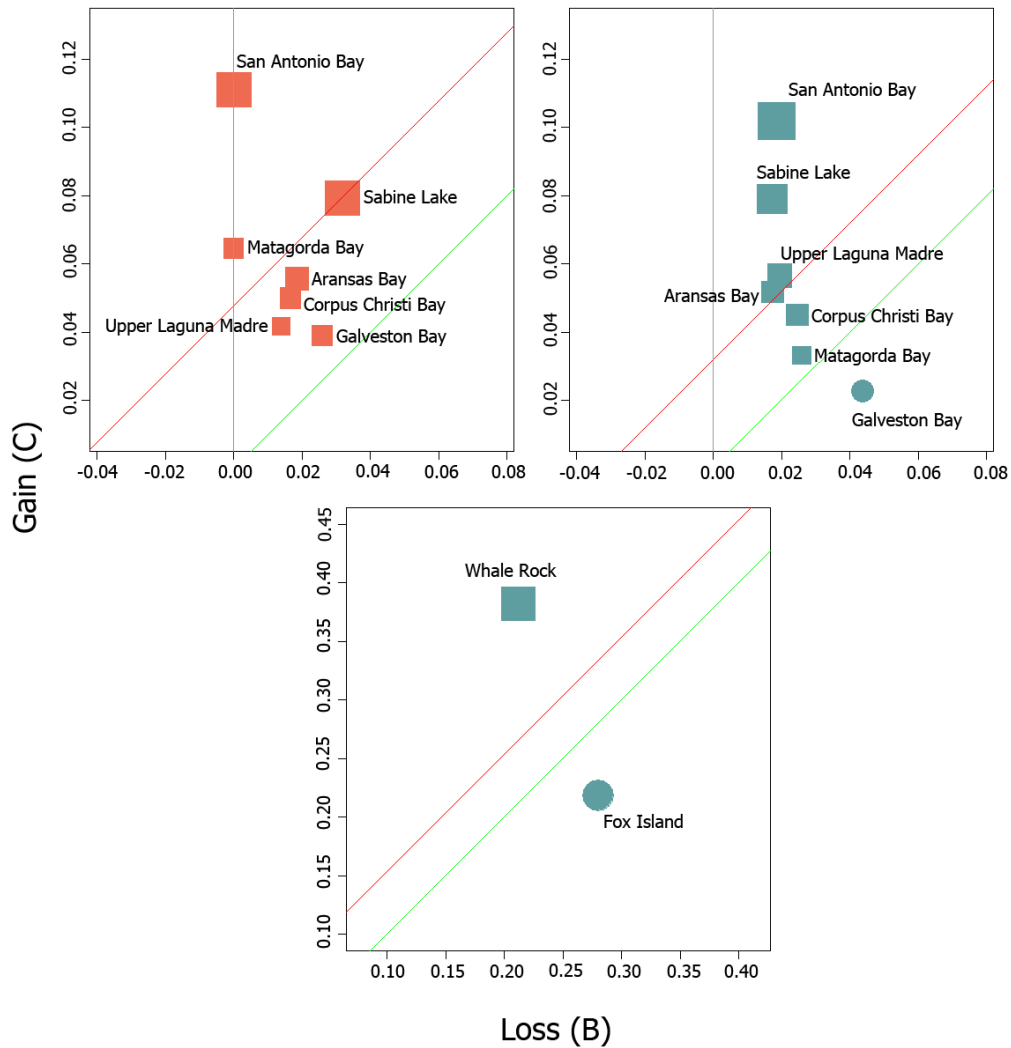 Gain (C)
0.12
0.10
0.08
0.06
0.04
0.02
San Antonio Bay
Sabine Lake
Matagorda Bay
Aransas Bay
Corpus Christi Bay
Upper Laguna Madre
Galveston Bay
-0.04 -0.02 0.00 0.02 0.04 0.06 0.08
0.12
0.10
0.08
0.06
0.04
0.02
San Antonio Bay
Sabine Lake
Upper Laguna Madre
Aransas Bay
Corpus Christi Bay
Matagorda Bay
Galveston Bay
-0.04 -0.02 0.00 0.02 0.04 0.06 0.08
0.45
0.40
0.35
0.30
0.25
0.20
0.15
0.10
Whale Rock
Fox Island
0.10 0.15 0.20 0.25 0.30 0.35 0.40
Loss (B)